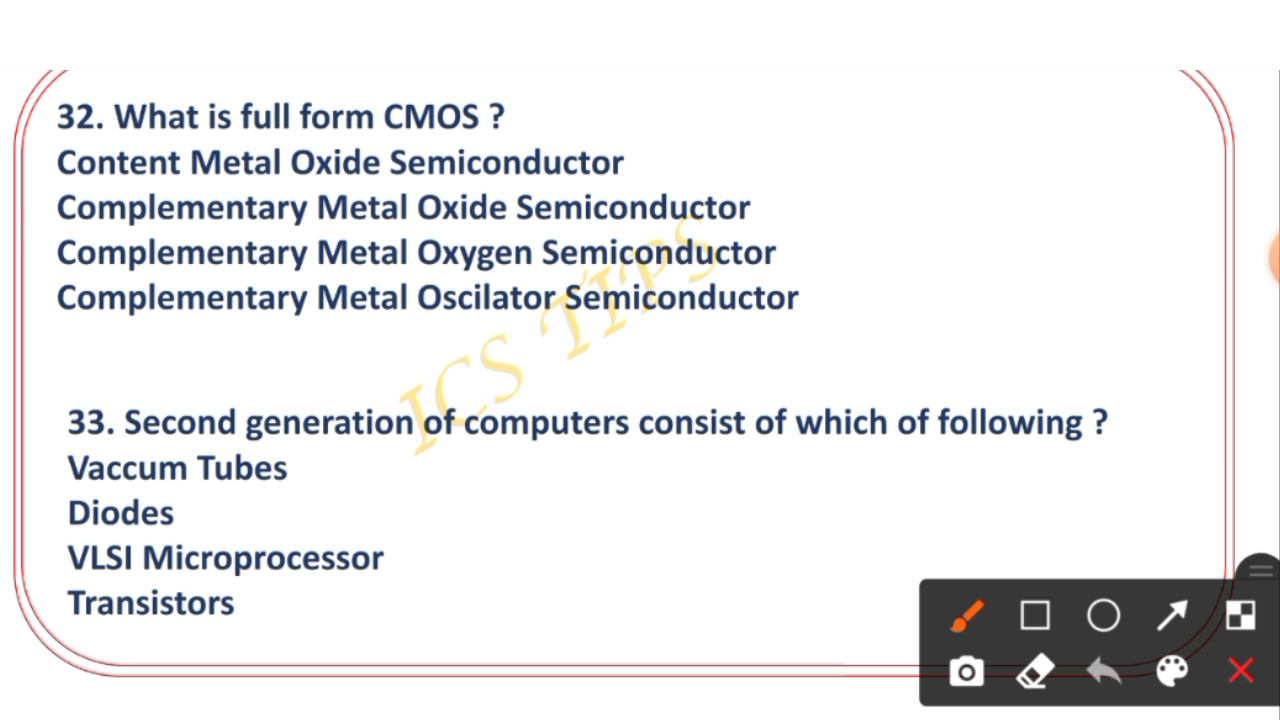 32. What is full form CMOS ?
Content Metal Oxide Semiconductor
Complementary Metal Oxide Semiconductor
Complementary Metal Oxygen Semiconductor
Complementary Metal Oscilator Semiconductor
ICS TIPS
33. Second generation of computers consist of which of following ?
Vaccum Tubes
Diodes
VLSI Microprocessor
Transistors